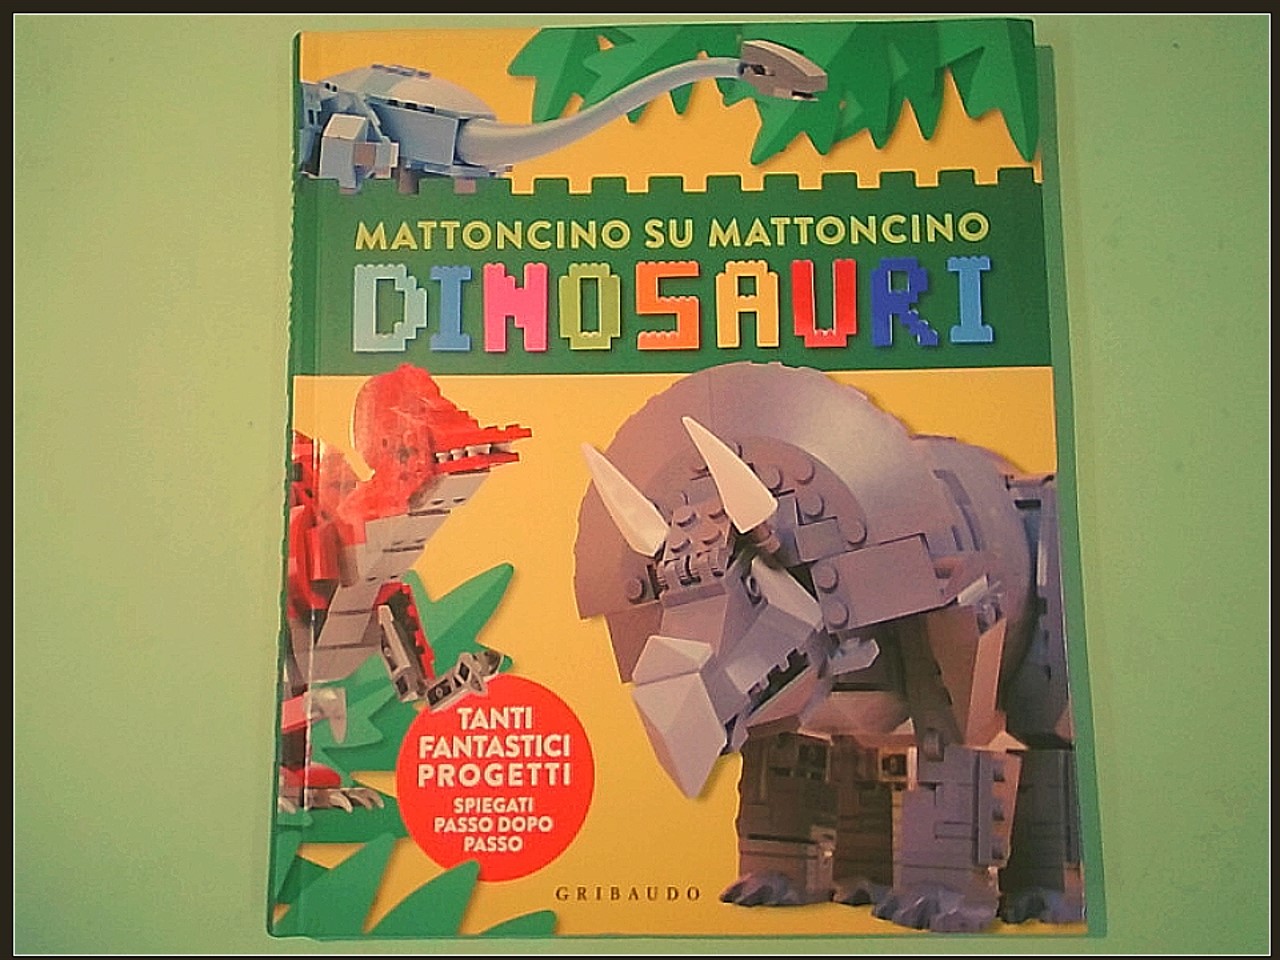 MATTONCINO SU MATTONCINO
DINOSAURI
TANTI
FANTASTICI
PROGETTI
SPIEGATI
PASSO DOPO
PASSO
GRIBAUDO